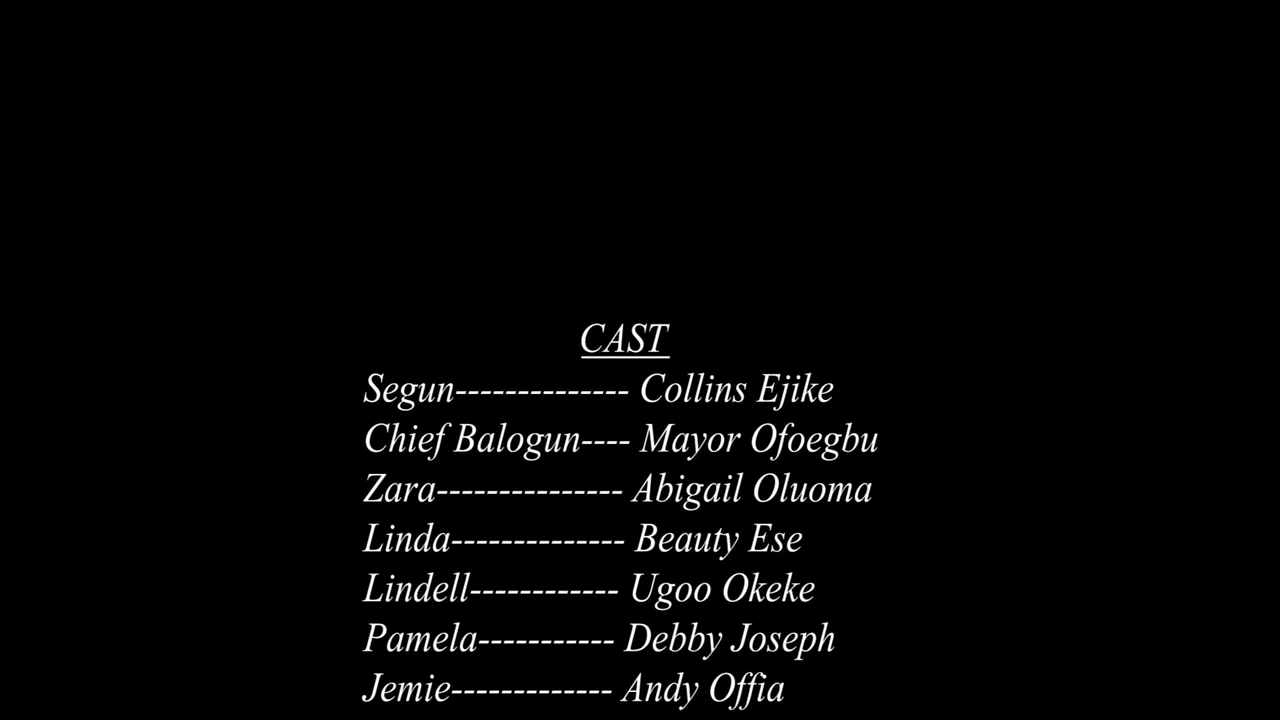 CAST
Segun-------------- Collins Ejike
Chief Balogun---- Mayor Ofoegbu
Zara--------------- Abigail Oluoma
Linda-------------- Beauty Ese
Lindell------------ Ugoo Okeke
Pamela----------- Debby Joseph
Jemie------------- Andy Offia